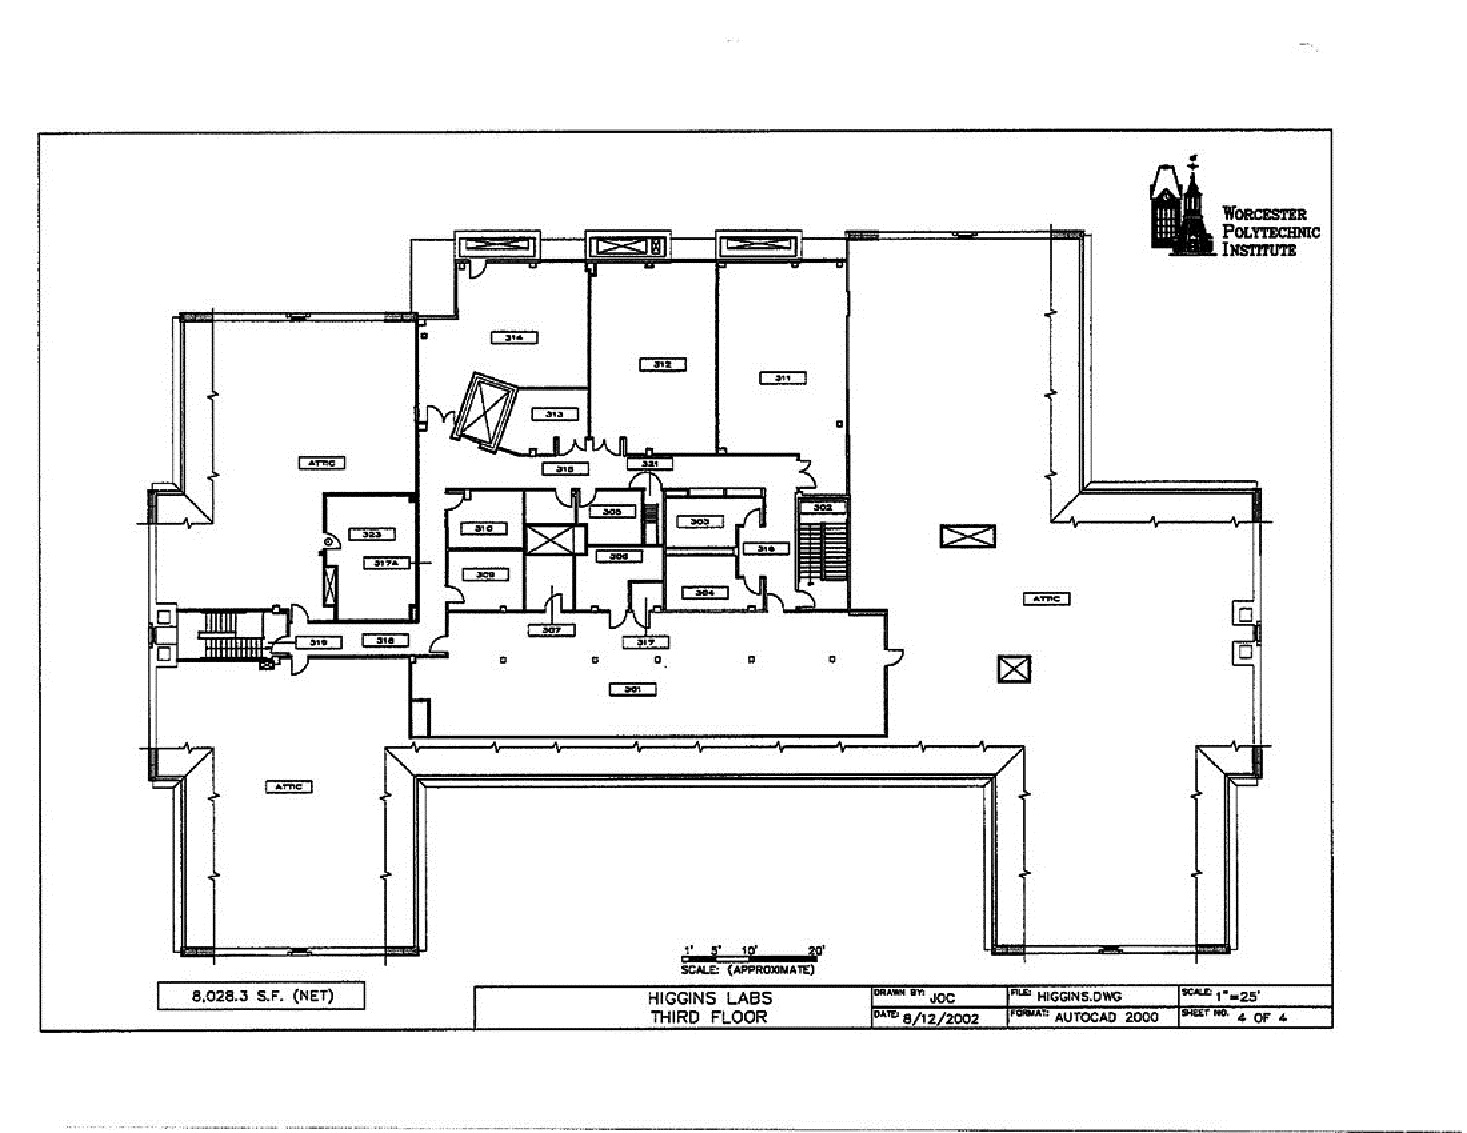 WORCESTER
POLYTECHNIC
INSTITUTE
314
312
311
313
ATTIC
315
321
302
305
303
310
323
316
306
317A
309
304
ATTIC
307
319
318
317
301
ATTIC
1' 5' 10' 20'
SCALE: (APPROXIMATE)
8,028.3 S.F. (NET)
HIGGINS LABS
THIRD FLOOR
DRAWN BY: JOC
FILE: HIGGINS.DWG
SCALE: 1"=25'
DATE: 8/12/2002
FORMAT: AUTOCAD 2000
SHEET NO. 4 OF 4